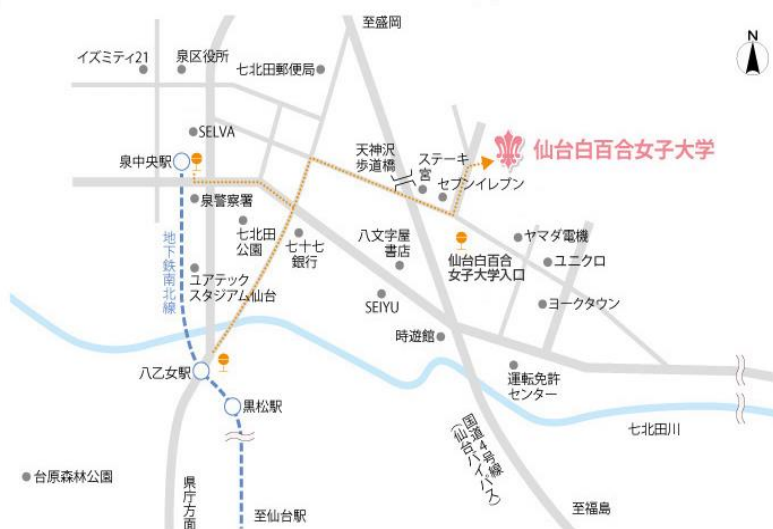 至盛岡
N
イズミティ21
泉区役所
七北田郵便局
SELVA
泉中央駅
天神沢
歩道橋
ステーキ
宮
セブンイレブン
仙台白百合女子大学
泉警察署
七北田
公園
七十七
銀行
八文字屋
書店
仙台白百合
女子大学入口
ヤマダ電機
ユニクロ
地下鉄南北線
ユアテック
スタジアム仙台
SEIYU
ヨークタウン
時遊館
八乙女駅
運転免許
センター
黒松駅
七北田川
国道4号線
(仙台バイパス)
台原森林公園
県庁方面
至仙台駅
至福島